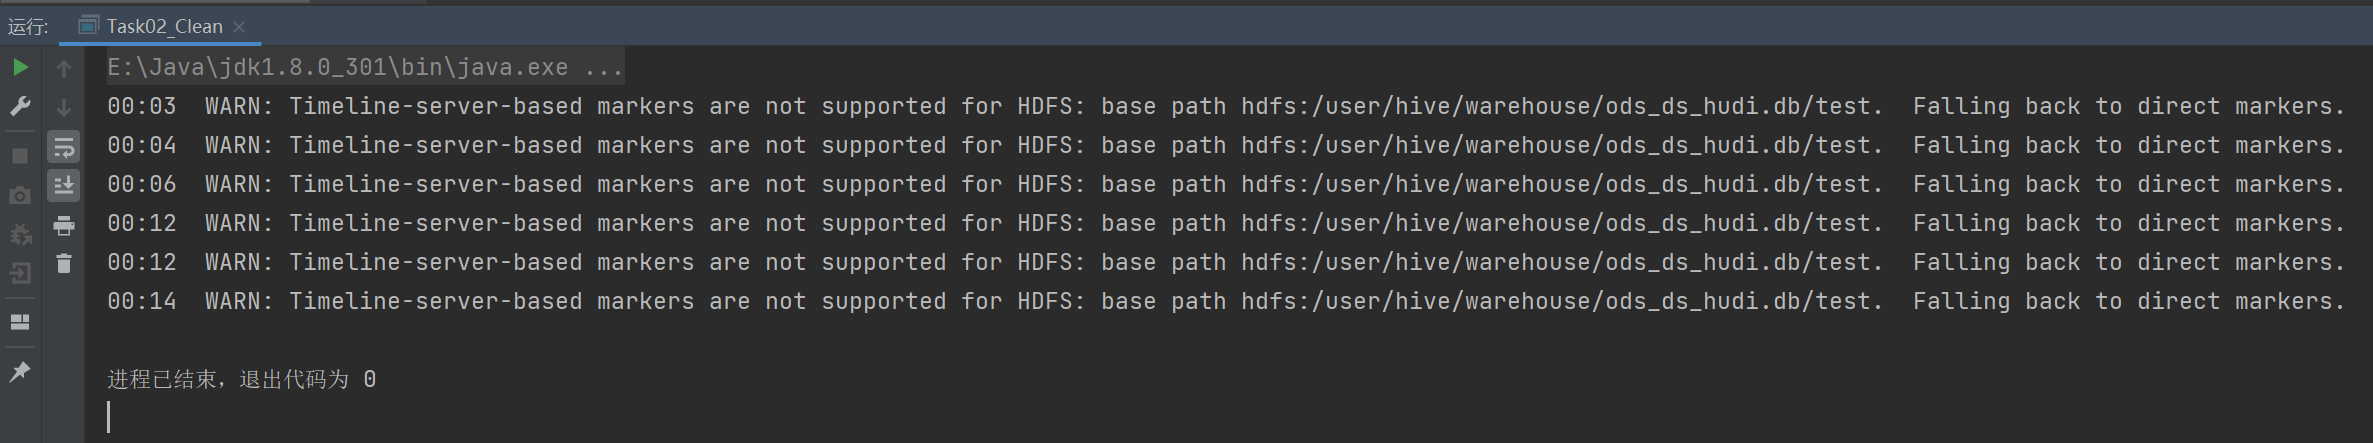 运行: Task02_Clean
E:\Java\jdk1.8.0_301\bin\java.exe ...
00:03  WARN: Timeline-server-based markers are not supported for HDFS: base path hdfs:/user/hive/warehouse/ods_ds_hudi.db/test.  Falling back to direct markers.
00:04  WARN: Timeline-server-based markers are not supported for HDFS: base path hdfs:/user/hive/warehouse/ods_ds_hudi.db/test.  Falling back to direct markers.
00:06  WARN: Timeline-server-based markers are not supported for HDFS: base path hdfs:/user/hive/warehouse/ods_ds_hudi.db/test.  Falling back to direct markers.
00:12  WARN: Timeline-server-based markers are not supported for HDFS: base path hdfs:/user/hive/warehouse/ods_ds_hudi.db/test.  Falling back to direct markers.
00:12  WARN: Timeline-server-based markers are not supported for HDFS: base path hdfs:/user/hive/warehouse/ods_ds_hudi.db/test.  Falling back to direct markers.
00:14  WARN: Timeline-server-based markers are not supported for HDFS: base path hdfs:/user/hive/warehouse/ods_ds_hudi.db/test.  Falling back to direct markers.
进程已结束，退出代码为 0